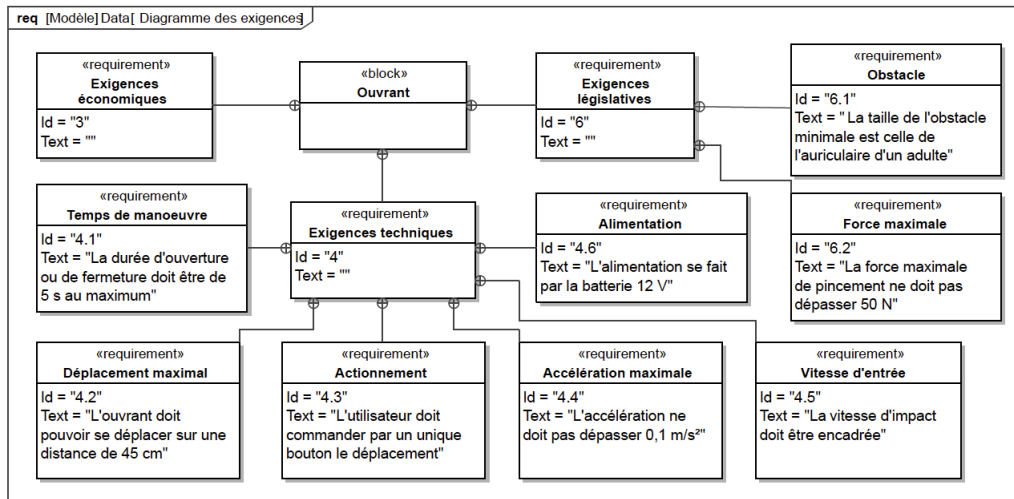 req [Modèle] Data[ Diagramme des exigences]
«requirement»
Exigences
économiques
Id = "3"
Text = ""
«block»
Ouvrant
«requirement»
Exigences
législatives
Id = "6"
Text = ""
«requirement»
Obstacle
Id = "6.1"
Text = " La taille de l'obstacle
minimale est celle de
l'auriculaire d'un adulte"
«requirement»
Temps de manoeuvre
Id = "4.1"
Text = "La durée d'ouverture
ou de fermeture doit être de
5 s au maximum"
«requirement»
Exigences techniques
Id = "4"
Text = ""
«requirement»
Alimentation
Id = "4.6"
Text = "L'alimentation se fait
par la batterie 12 V"
«requirement»
Force maximale
Id = "6.2"
Text = "La force maximale
de pincement ne doit pas
dépasser 50 N"
«requirement»
Déplacement maximal
Id = "4.2"
Text = "L'ouvrant doit
pouvoir se déplacer sur une
distance de 45 cm"
«requirement»
Actionnement
Id = "4.3"
Text = "L'utilisateur doit
commander par un unique
bouton le déplacement"
«requirement»
Accélération maximale
Id = "4.4"
Text = "L'accélération ne
doit pas dépasser 0,1 m/s²"
«requirement»
Vitesse d'entrée
Id = "4.5"
Text = "La vitesse d'impact
doit être encadrée"